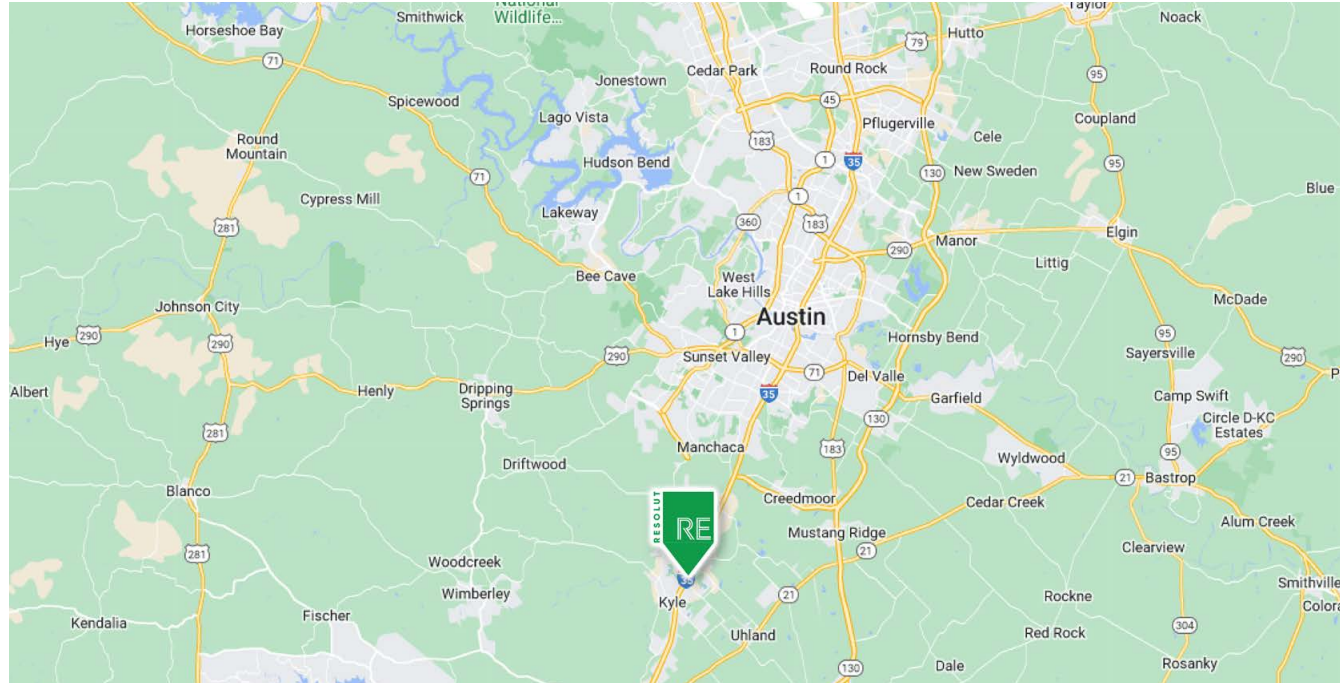 National
Wildlife...
Smithwick
Taylor
Noack
Horseshoe Bay
Hutto
79
71
Cedar Park
Round Rock
Jonestown
95
Spicewood
45
Lago Vista
Coupland
Pflugerville
Cele
Round
Mountain
183
1
35
Hudson Bend
95
New Sweden
130
71
Blue
Cypress Mill
1
Lakeway
360
183
281
Elgin
Manor
290
Littig
Bee Cave
West
Lake Hills
McDade
Johnson City
Austin
1
Hornsby Bend
95
Hye
290
290
290
Sunset Valley
Sayersville
290
71
Del Valle
Albert
Henly
Dripping
Springs
35
Garfield
Camp Swift
130
Circle D-KC
Estates
281
Manchaca
183
95
Driftwood
Wyldwood
21
Bastrop
Blanco
Creedmoor
Cedar Creek
RESOLUT
RE
Mustang Ridge
Alum Creek
281
21
Clearview
Woodcreek
35
Smithville
Wimberley
Kyle
21
Rockne
Colora
Fischer
Kendalia
304
Uhland
Red Rock
130
Dale
Rosanky